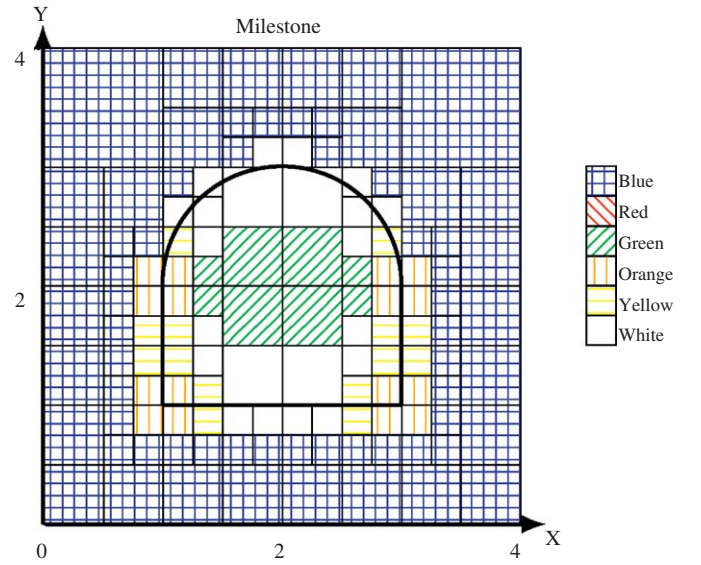 Y
Milestone
4
Blue
Red
Green
2
Orange
Yellow
White
X
0 2 4